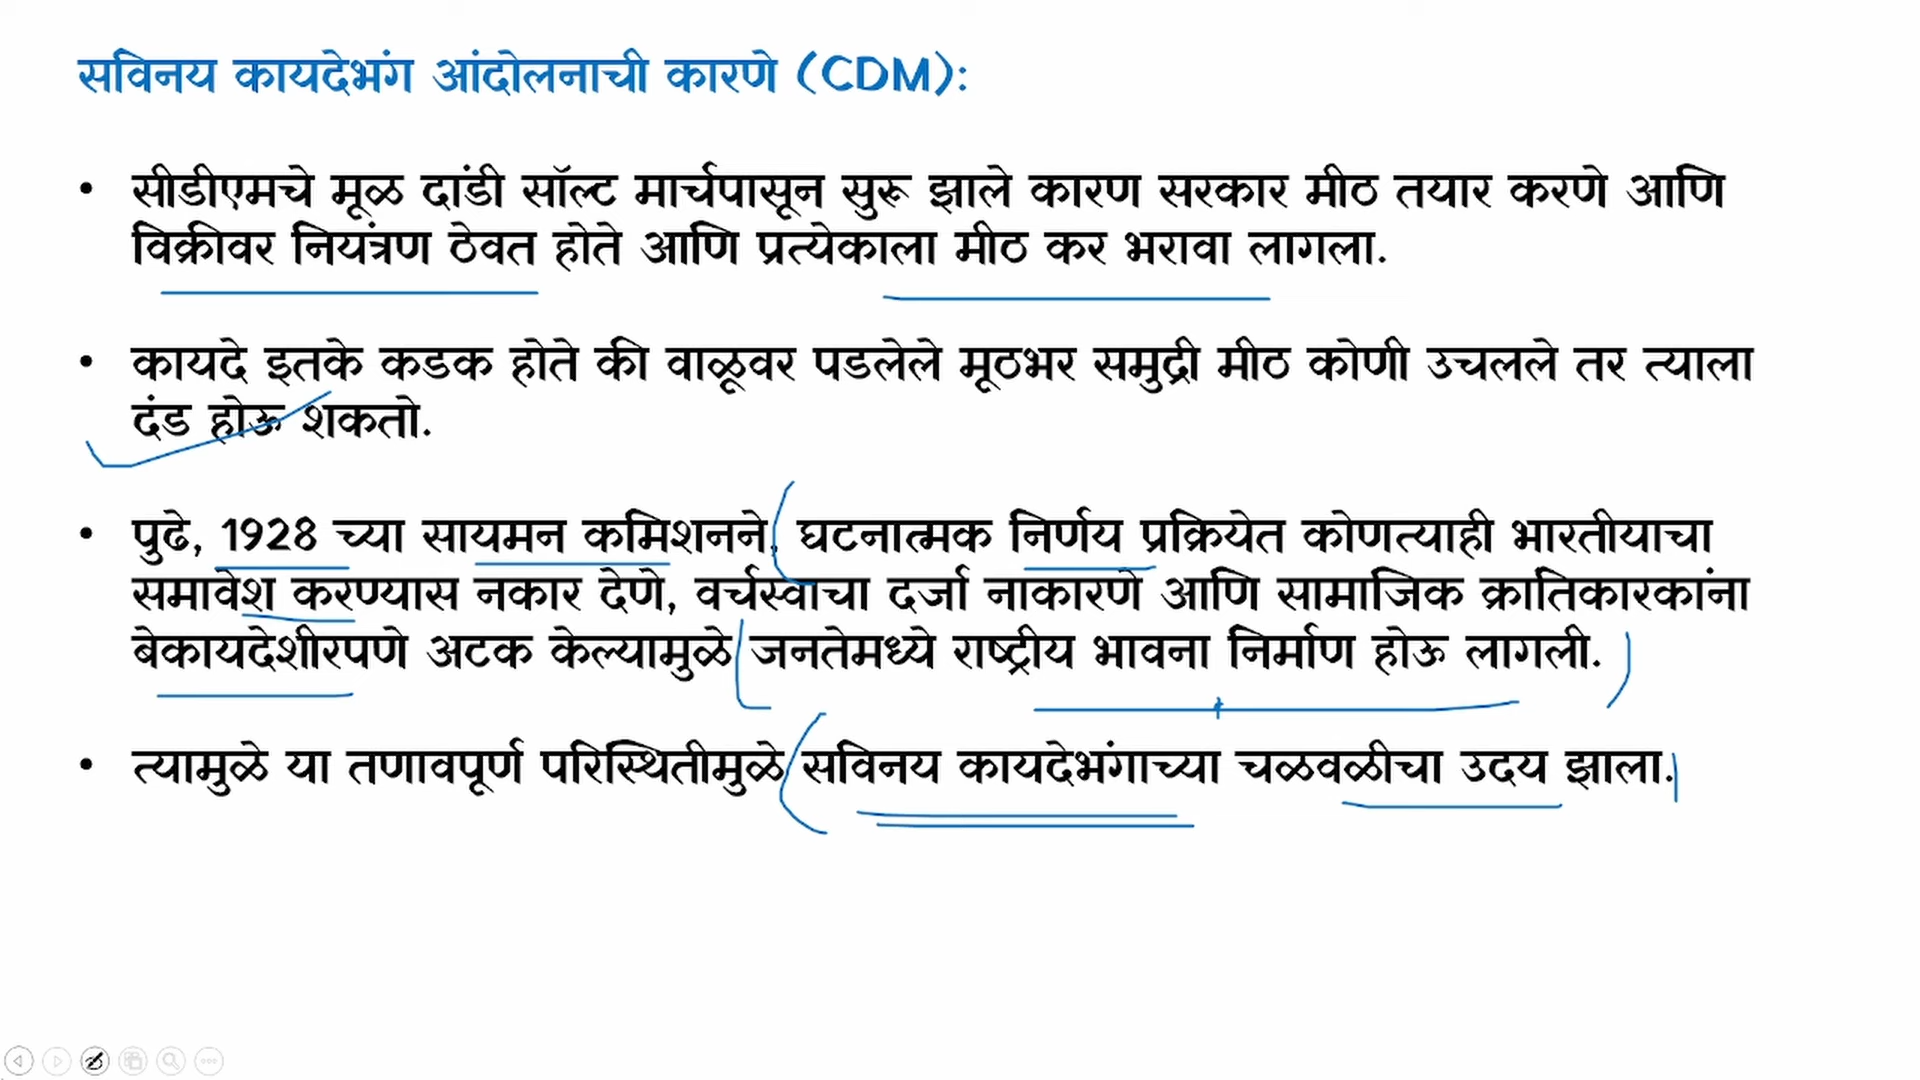 सविनय कायदेभंग आंदोलनाची कारणे (CDM):
• सीडीएमचे मूळ दांडी सॉल्ट मार्चपासून सुरू झाले कारण सरकार मीठ तयार करणे आणि
विक्रीवर नियंत्रण ठेवत होते आणि प्रत्येकाला मीठ कर भरावा लागला.
• कायदे इतके कडक होते की वाळूवर पडलेले मूठभर समुद्री मीठ कोणी उचलले तर त्याला
दंड होऊ शकतो.
• पुढे, 1928 च्या सायमन कमिशनने, घटनात्मक निर्णय प्रक्रियेत कोणत्याही भारतीयाचा
समावेश करण्यास नकार देणे, वर्चस्वाचा दर्जा नाकारणे आणि सामाजिक क्रातिकारकांना
बेकायदेशीरपणे अटक केल्यामुळे जनतेमध्ये राष्ट्रीय भावना निर्माण होऊ लागली.
• त्यामुळे या तणावपूर्ण परिस्थितीमुळे सविनय कायदेभंगाच्या चळवळीचा उदय झाला.